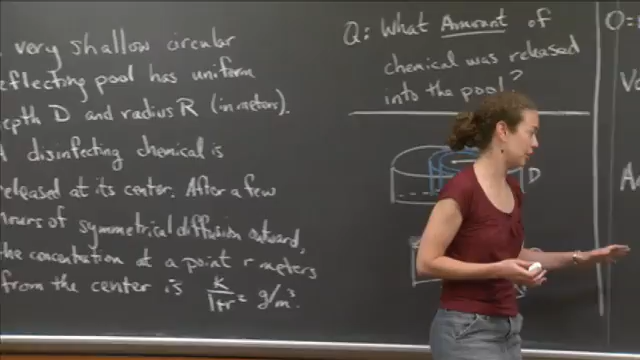 very shallow circular
reflecting pool has uniform
depth D and radius R (in meters).
A disinfecting chemical is
released at its center. After a few
hours of symmetrical diffusion outward,
the concentration at a point r meters
from the center is k/1+r² g/m³.
Q: What Amount of
chemical was released
into the pool?
D